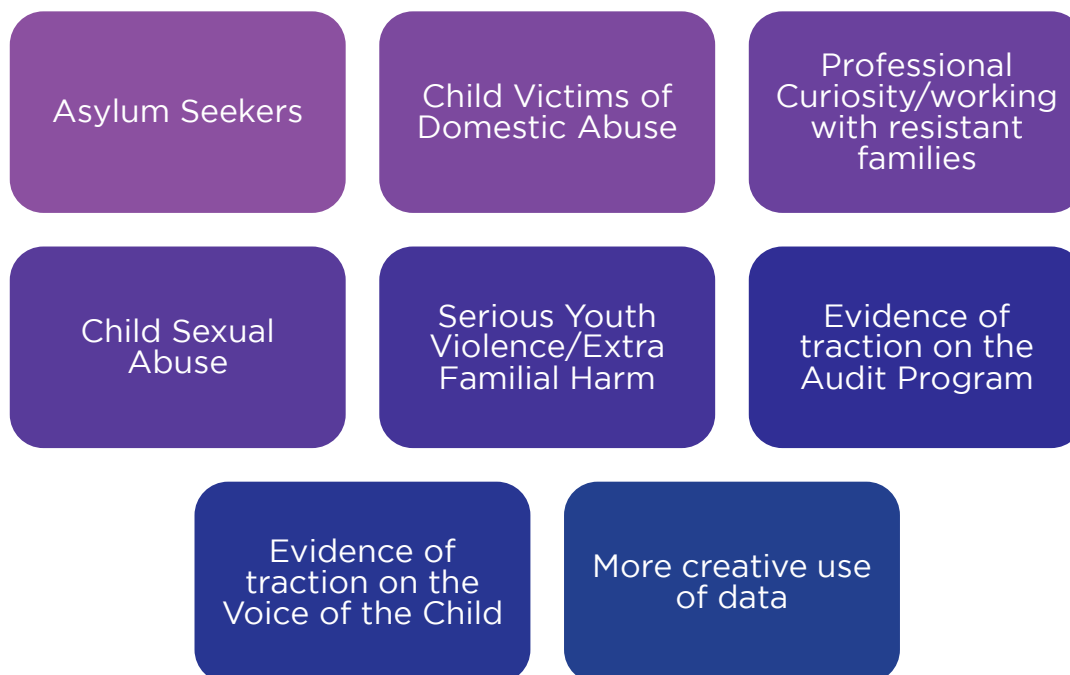 Asylum Seekers
Child Victims of
Domestic Abuse
Professional
Curiosity/working
with resistant
families
Child Sexual
Abuse
Serious Youth
Violence/Extra
Familial Harm
Evidence of
traction on the
Audit Program
Evidence of
traction on the
Voice of the Child
More creative use
of data